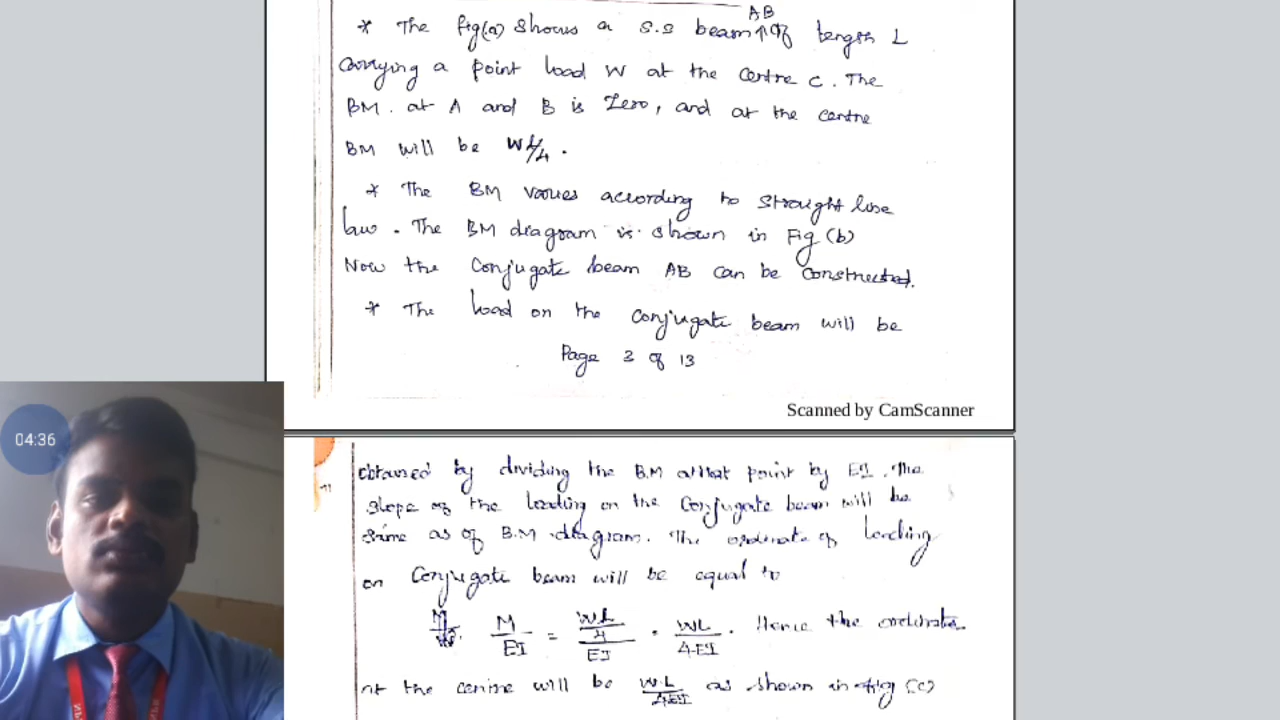 AB
* The fig(a) shows a S.S beam ↑ of length L
carrying a point load W at the centre C. The
BM. at A and B is Zero, and at the centre
BM will be WL/4.
* The BM varies according to straight line
law. The BM diagram is shown in Fig (b)
Now the Conjugate beam AB can be constructed.
* The load on the conjugate beam will be
Page 3 of 13
Scanned by CamScanner
04:36
obtained by dividing the B.M at that point by EI. The
slope of the loading on the Conjugate beam will be
same as of B.M diagram. The ordinate of loading
on Conjugate beam will be equal to
M/EI = WL/4/EI = WL/4EI. Hence the ordinate
at the centre will be W.L/4EI as shown in fig (c)